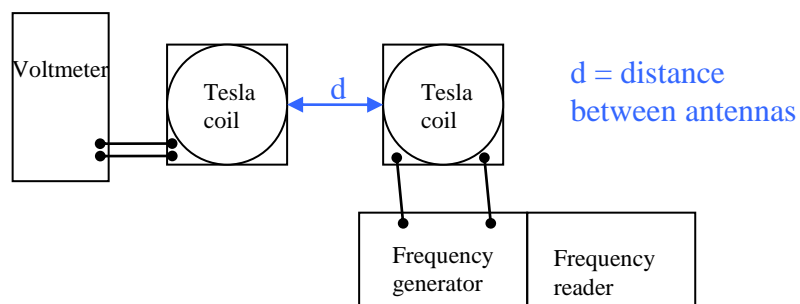 Voltmeter
Tesla
coil
d
Tesla
coil
d = distance
between antennas
Frequency
generator
Frequency
reader